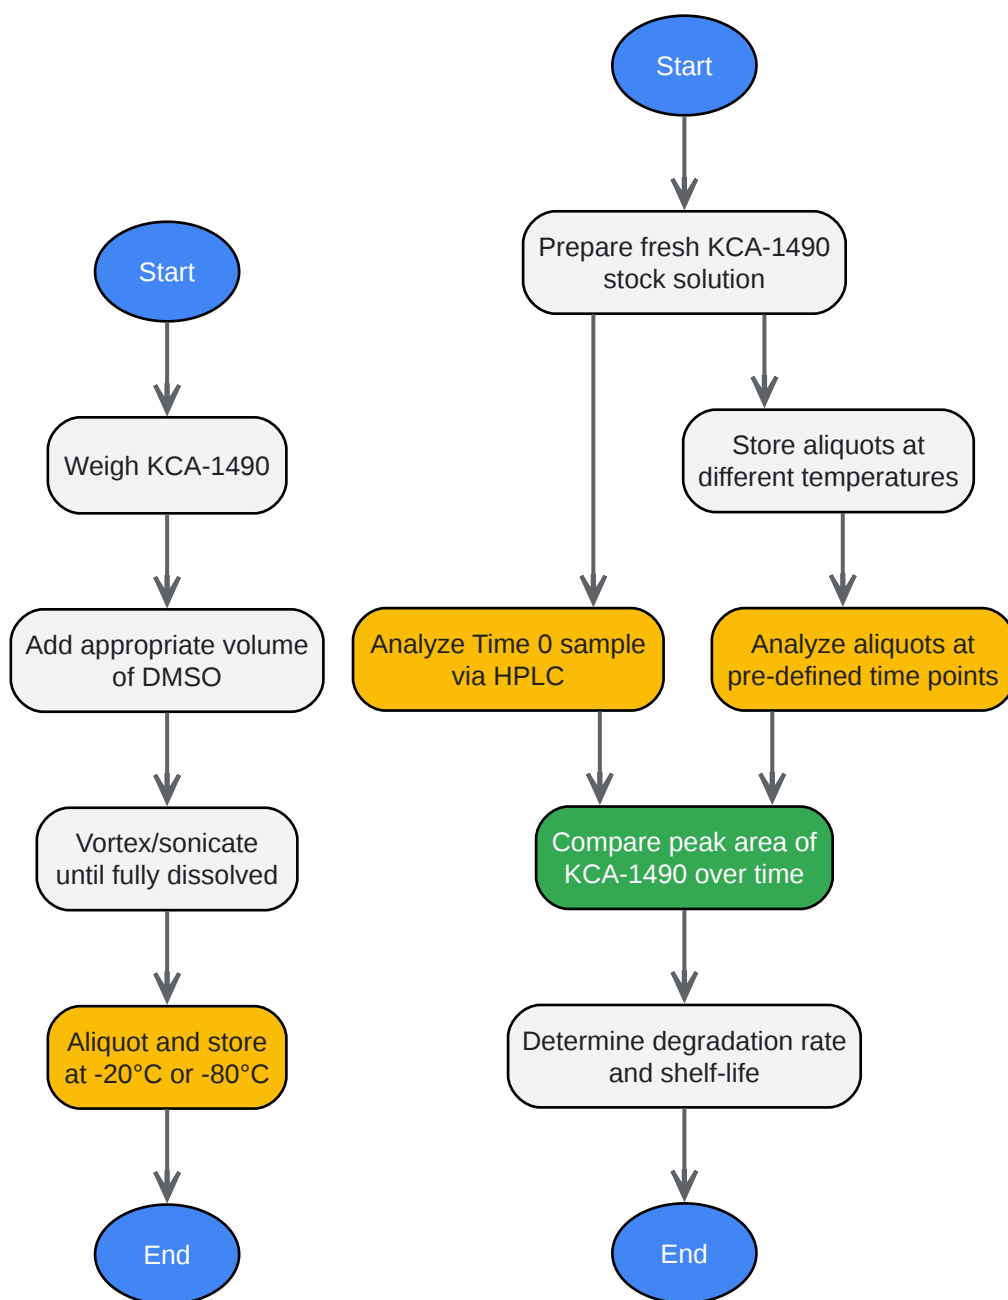 Start
Weigh KCA-1490
Add appropriate volume
of DMSO
Vortex/sonicate
until fully dissolved
Aliquot and store
at -20°C or -80°C
End
Start
Prepare fresh KCA-1490
stock solution
Store aliquots at
different temperatures
Analyze Time 0 sample
via HPLC
Analyze aliquots at
pre-defined time points
Compare peak area of
KCA-1490 over time
Determine degradation rate
and shelf-life
End